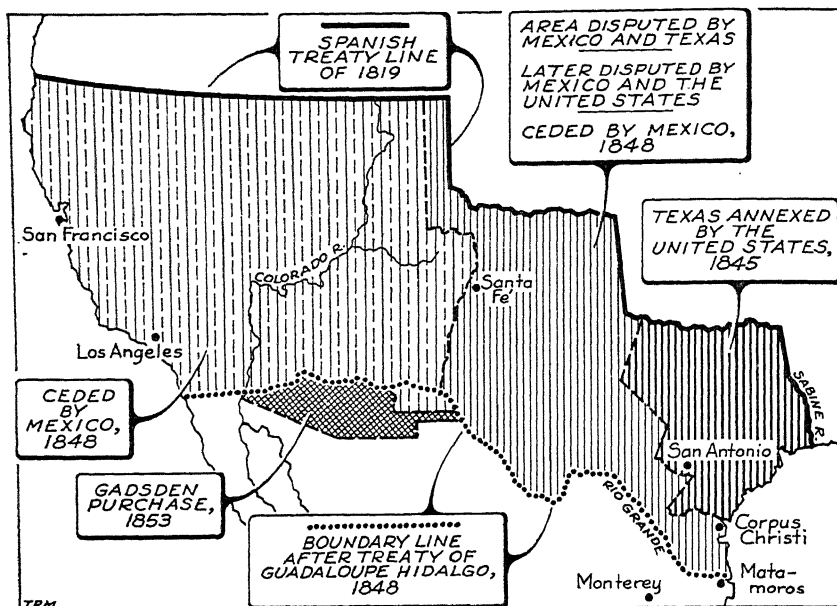 SPANISH
TREATY LINE
OF 1819
AREA DISPUTED BY
MEXICO AND TEXAS
LATER DISPUTED BY
MEXICO AND THE
UNITED STATES
CEDED BY MEXICO,
1848
TEXAS ANNEXED
BY THE
UNITED STATES,
1845
San Francisco
COLORADO R.
Santa
Fé
Los Angeles
SABINE R.
CEDED
BY
MEXICO,
1848
San Antonio
GADSDEN
PURCHASE,
1853
RIO GRANDE
BOUNDARY LINE
AFTER TREATY OF
GUADALOUPE HIDALGO,
1848
Corpus
Christi
Monterey
Mata-
moros